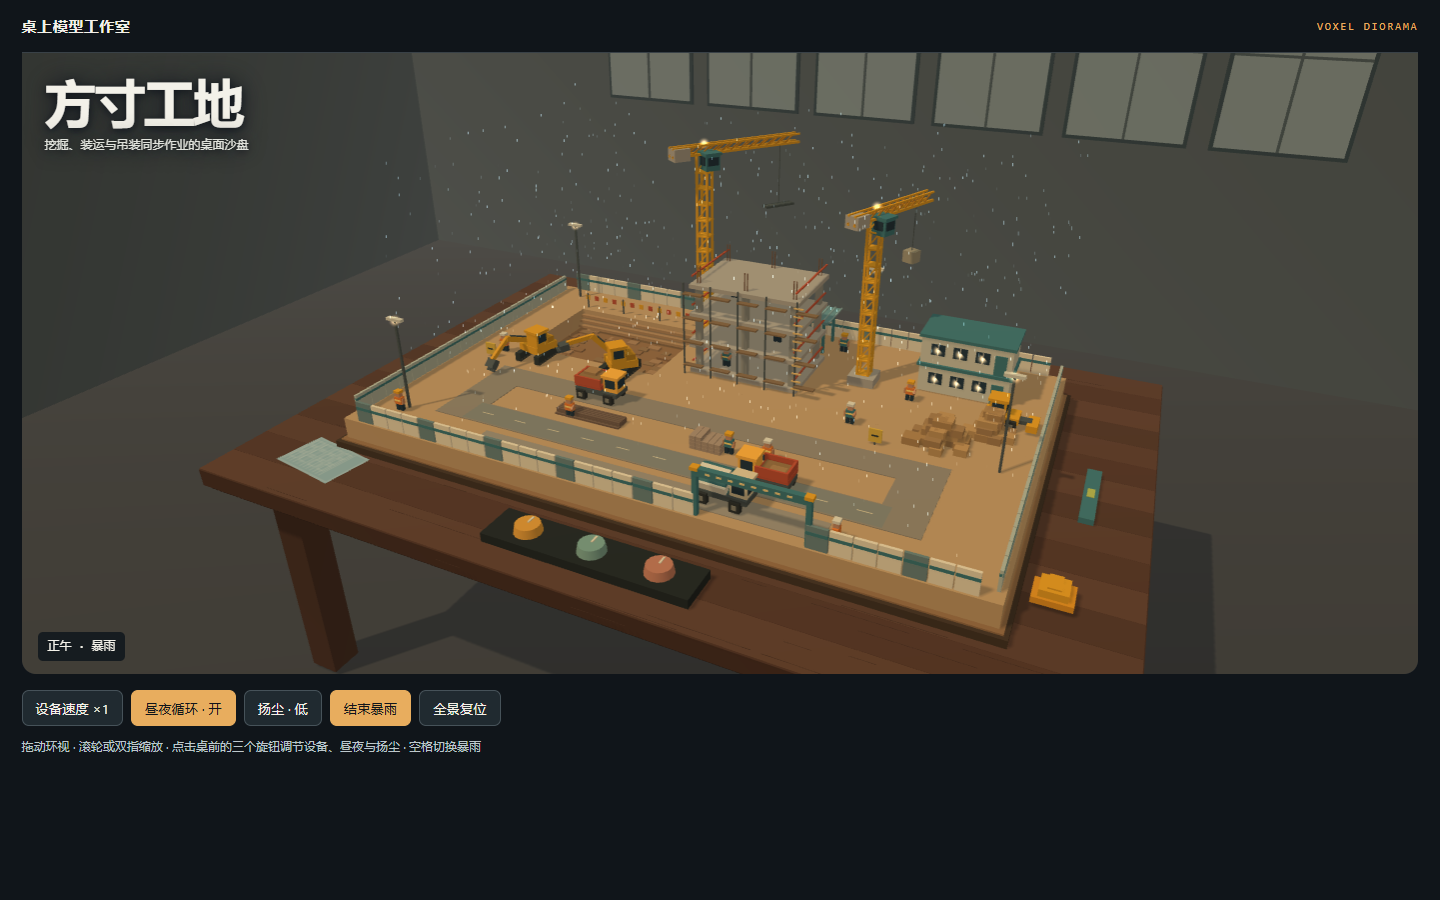 桌上模型工作室
VOXEL DIORAMA
方寸工地
挖掘、装运与吊装同步作业的桌面沙盘
正午 · 暴雨
设备速度 ×1
昼夜循环 · 开
扬尘 · 低
结束暴雨
全景复位
拖动环视 · 滚轮或双指缩放 · 点击桌前的三个旋钮调节设备、昼夜与扬尘 · 空格切换暴雨